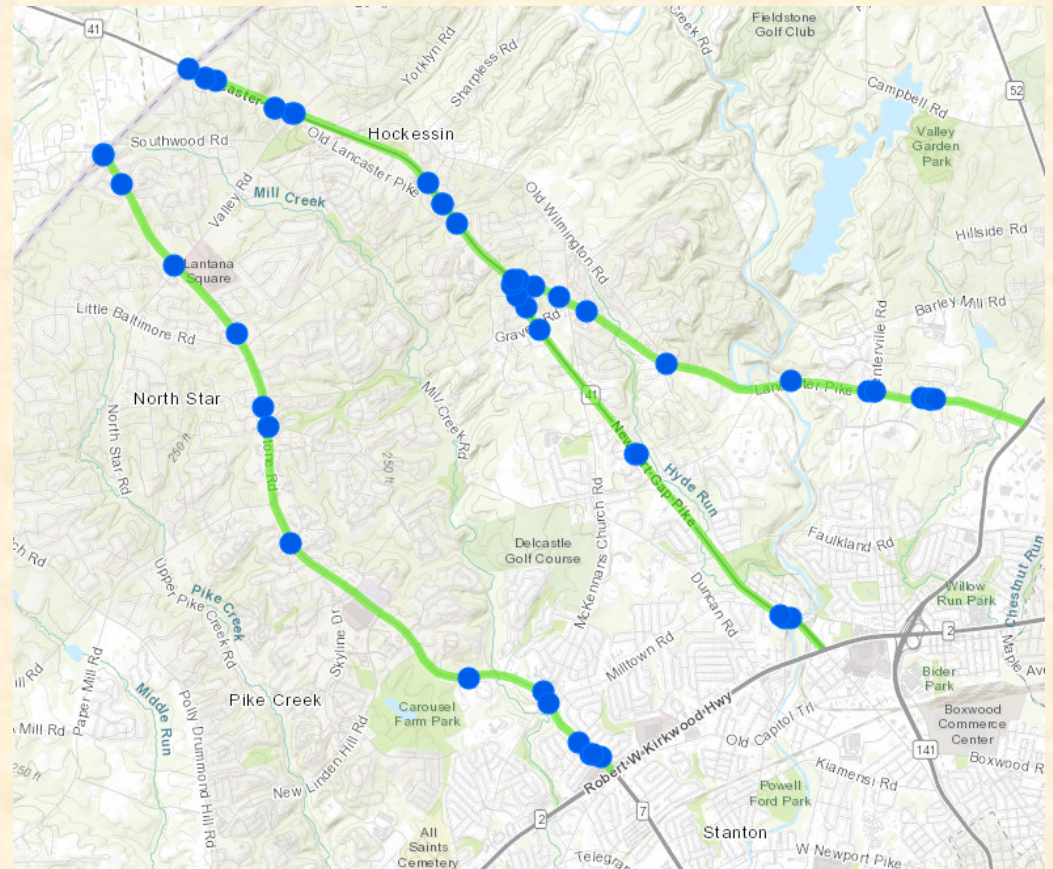 Fieldstone
Golf Club
41
Creek Rd
Yorklyn Rd
Sharpless Rd
52
Campbell Rd
Hockessin
Southwood Rd
Old Lancaster Pike
Valley
Garden
Park
Valley Rd
Mill Creek
Old Wilmington Rd
Hillside Rd
Lantana
Square
Little Baltimore Rd
Barley Mill Rd
Lancaster Pike
41
North Star
Mill Creek Rd
North Star Rd
250 ft
250 ft
Hyde Run
McKennans Church Rd
Delcastle
Golf Course
Faulkland Rd
Chestnut Run
Willow
Run Park
Upper Pike Creek Rd
Pike Creek
Duncan Rd
2
Skyline Dr
Milltown Rd
Maple
Bider
Park
Paper Mill Rd
Pike Creek
Carousel
Farm Park
Robert W Kirkwood Hwy
Old Capitol Trl
Boxwood
Commerce
Center
Middle Run
Polly Drummond Hill Rd
New Linden Hill Rd
Mill Rd
250 ft
141
Boxwood R
Kiamensi Rd
Powell
Ford Park
2
7
Stanton
All
Saints
Cemetery
W Newport Pike